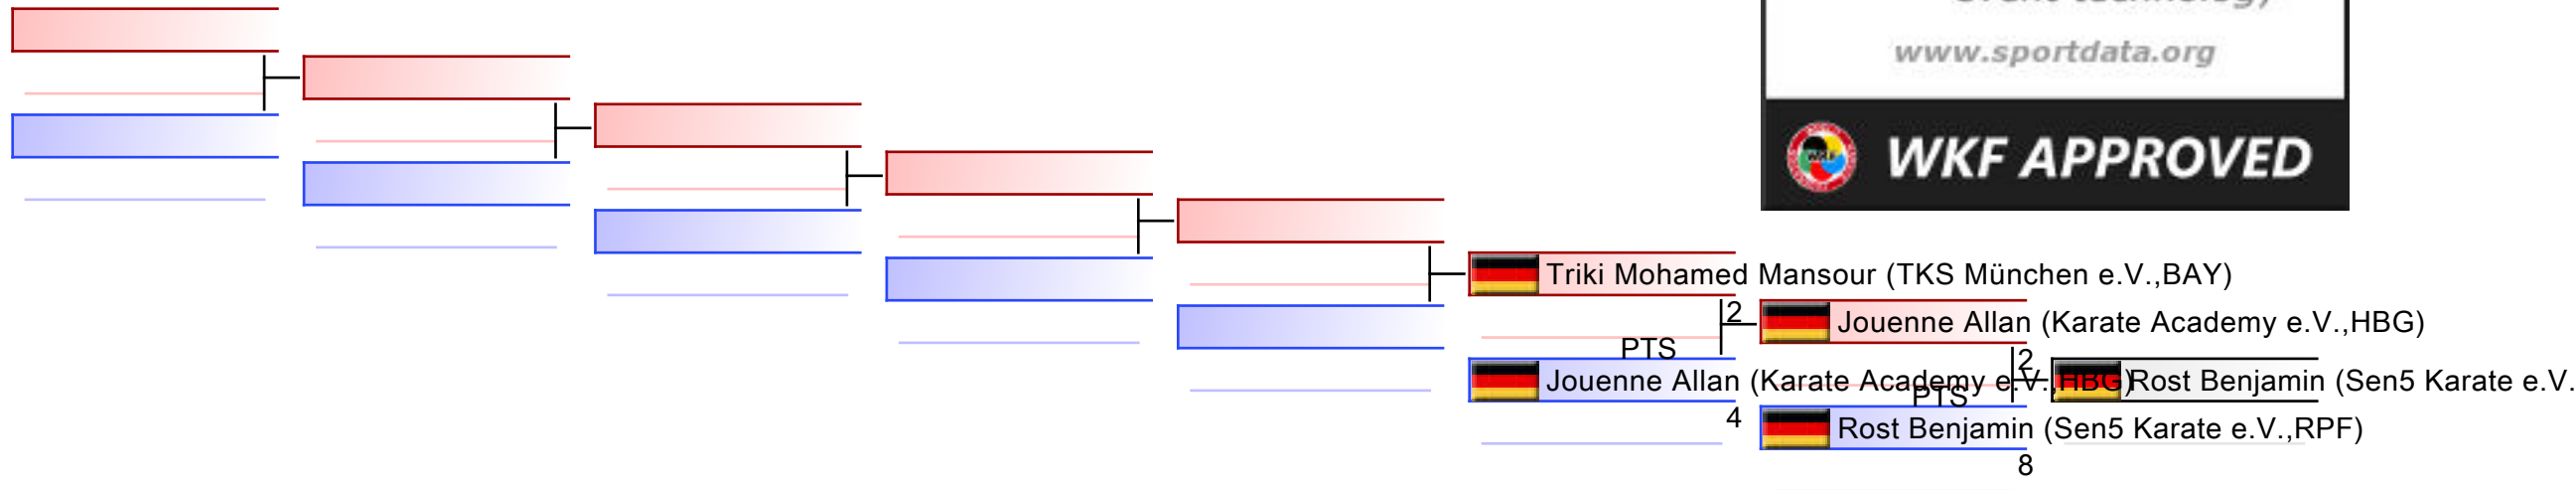 www.sportdata.org
WKF APPROVED
Triki Mohamed Mansour (TKS München e.V.,BAY)
2
Jouenne Allan (Karate Academy e.V.,HBG)
PTS
2
Jouenne Allan (Karate Academy e.V.,HBG)
Rost Benjamin (Sen5 Karate e.V.
PTS
4
Rost Benjamin (Sen5 Karate e.V.,RPF)
8